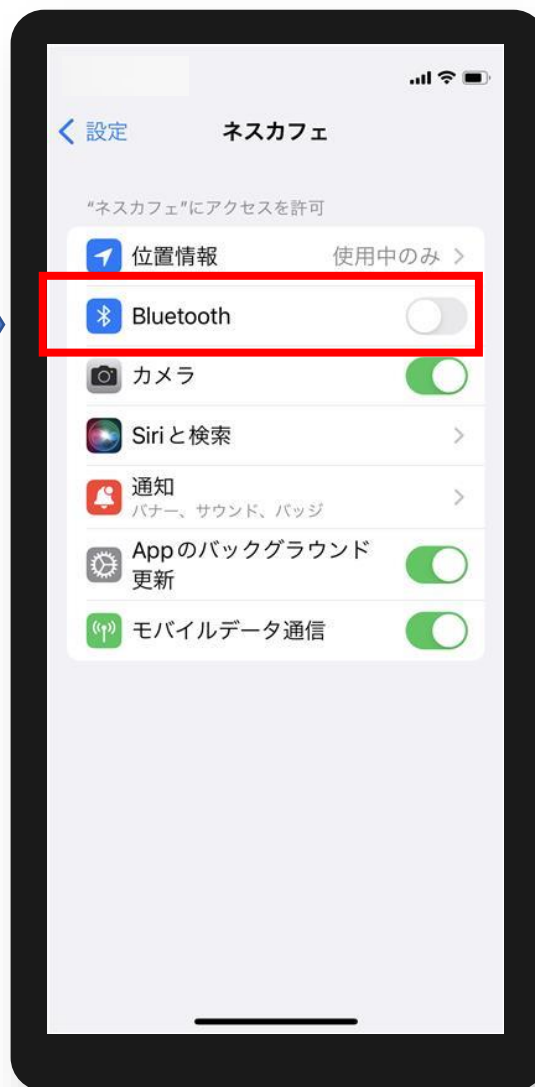 設定
ネスカフェ
“ネスカフェ”にアクセスを許可
位置情報 使用中のみ
Bluetooth
カメラ
Siriと検索
通知
バナー、サウンド、バッジ
Appのバックグラウンド
更新
モバイルデータ通信